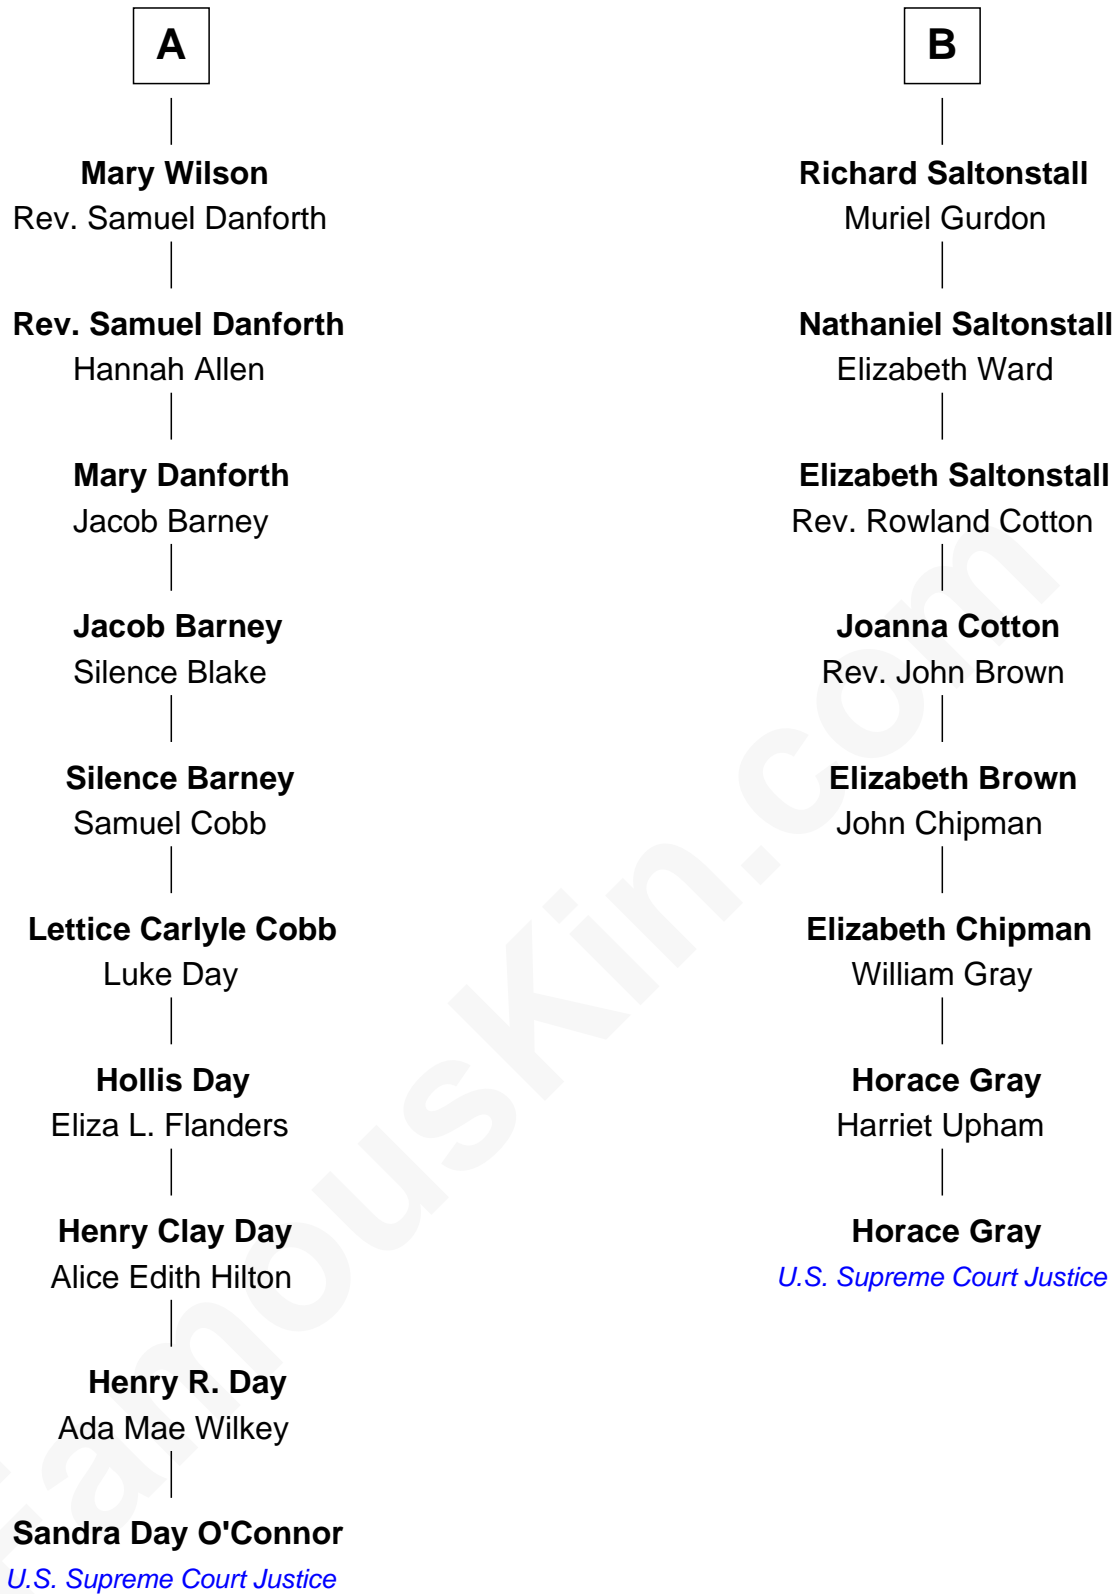 A
Mary Wilson
Rev. Samuel Danforth
Rev. Samuel Danforth
Hannah Allen
Mary Danforth
Jacob Barney
Jacob Barney
Silence Blake
Silence Barney
Samuel Cobb
Lettice Carlyle Cobb
Luke Day
Hollis Day
Eliza L. Flanders
Henry Clay Day
Alice Edith Hilton
Henry R. Day
Ada Mae Wilkey
Sandra Day O'Connor
U.S. Supreme Court Justice
B
Richard Saltonstall
Muriel Gurdon
Nathaniel Saltonstall
Elizabeth Ward
Elizabeth Saltonstall
Rev. Rowland Cotton
Joanna Cotton
Rev. John Brown
Elizabeth Brown
John Chipman
Elizabeth Chipman
William Gray
Horace Gray
Harriet Upham
Horace Gray
U.S. Supreme Court Justice
FamousKin.com